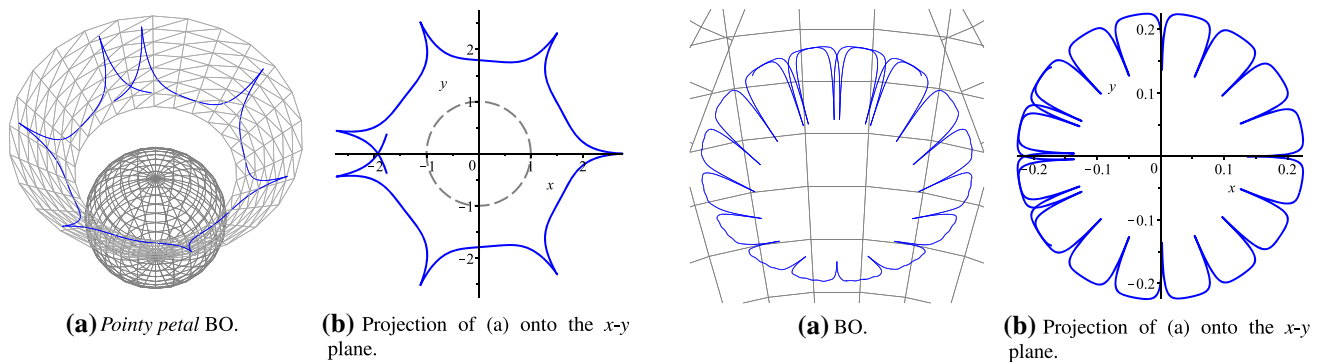 y
2
1
−2
−1
0
1
2
x
−1
−2
(a) Pointy petal BO.
(b) Projection of (a) onto the x-y
plane.
0.2
y
0.1
−0.2
−0.1
0
0.1
0.2
x
−0.1
−0.2
(a) BO.
(b) Projection of (a) onto the x-y
plane.